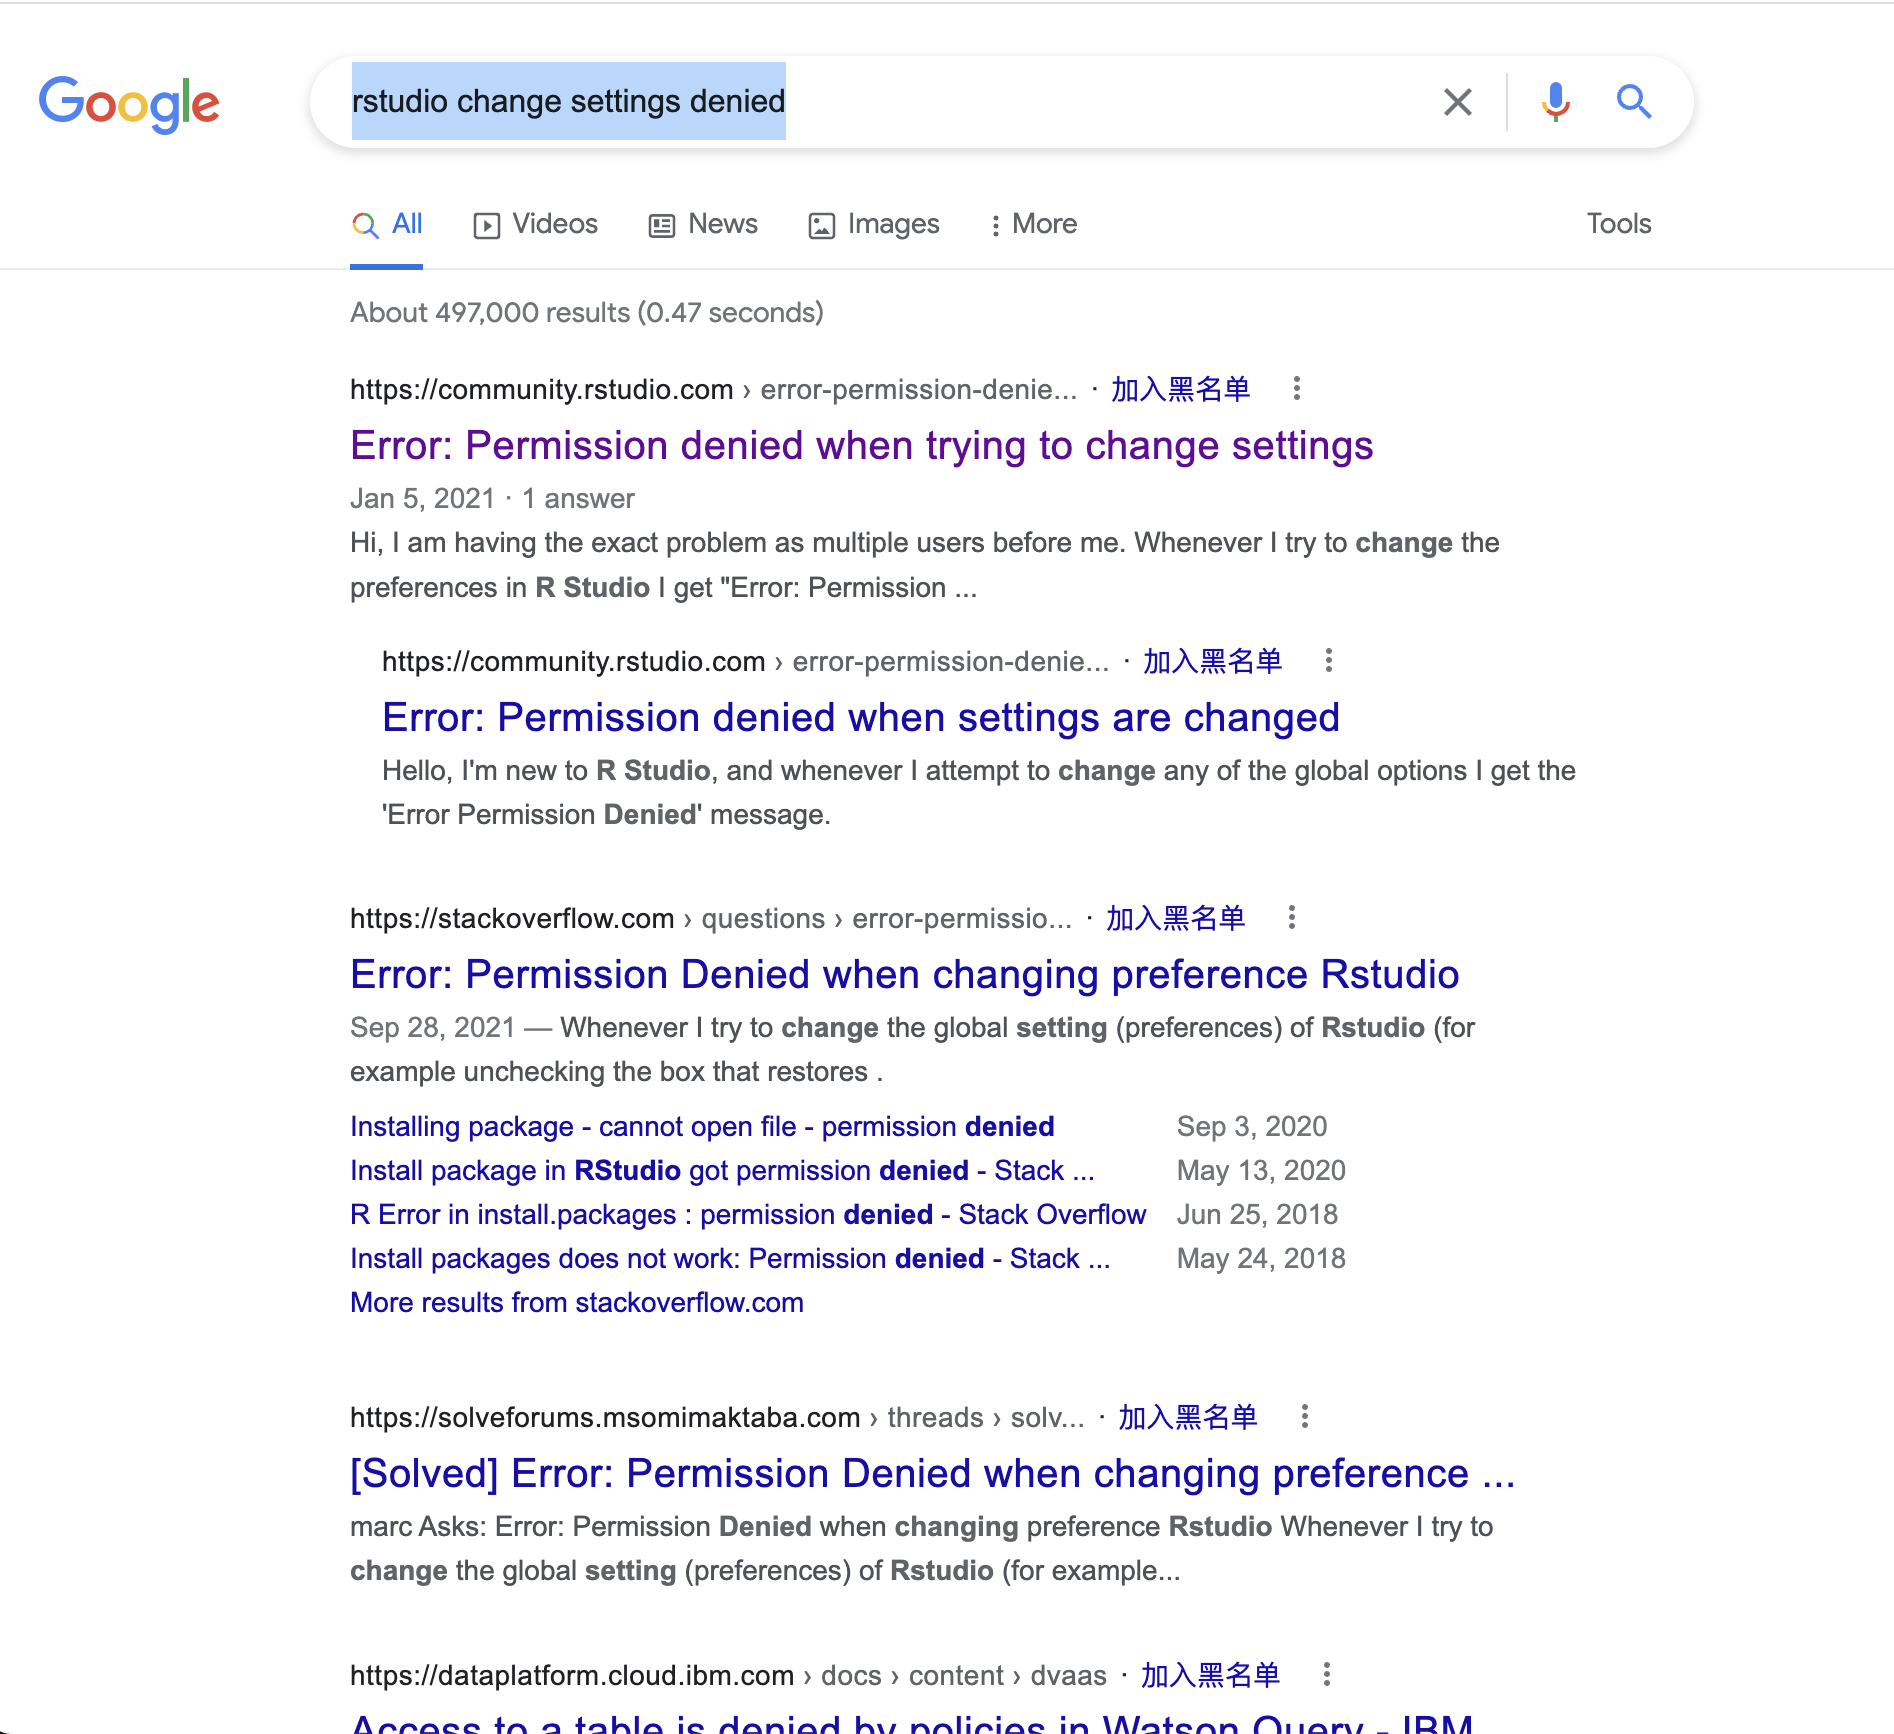 Google
rstudio change settings denied
All Videos News Images More Tools
About 497,000 results (0.47 seconds)
https://community.rstudio.com › error-permission-denie... · 加入黑名单
Error: Permission denied when trying to change settings
Jan 5, 2021 · 1 answer
Hi, I am having the exact problem as multiple users before me. Whenever I try to change the
preferences in R Studio I get "Error: Permission ...
https://community.rstudio.com › error-permission-denie... · 加入黑名单
Error: Permission denied when settings are changed
Hello, I'm new to R Studio, and whenever I attempt to change any of the global options I get the
'Error Permission Denied' message.
https://stackoverflow.com › questions › error-permissio... · 加入黑名单
Error: Permission Denied when changing preference Rstudio
Sep 28, 2021 — Whenever I try to change the global setting (preferences) of Rstudio (for
example unchecking the box that restores .
Installing package - cannot open file - permission denied Sep 3, 2020
Install package in RStudio got permission denied - Stack ... May 13, 2020
R Error in install.packages : permission denied - Stack Overflow Jun 25, 2018
Install packages does not work: Permission denied - Stack ... May 24, 2018
More results from stackoverflow.com
https://solveforums.msomimaktaba.com › threads › solv... · 加入黑名单
[Solved] Error: Permission Denied when changing preference ...
marc Asks: Error: Permission Denied when changing preference Rstudio Whenever I try to
change the global setting (preferences) of Rstudio (for example...
https://dataplatform.cloud.ibm.com › docs › content › dvaas · 加入黑名单
Access to a table is denied by policies in Watson Query - IBM